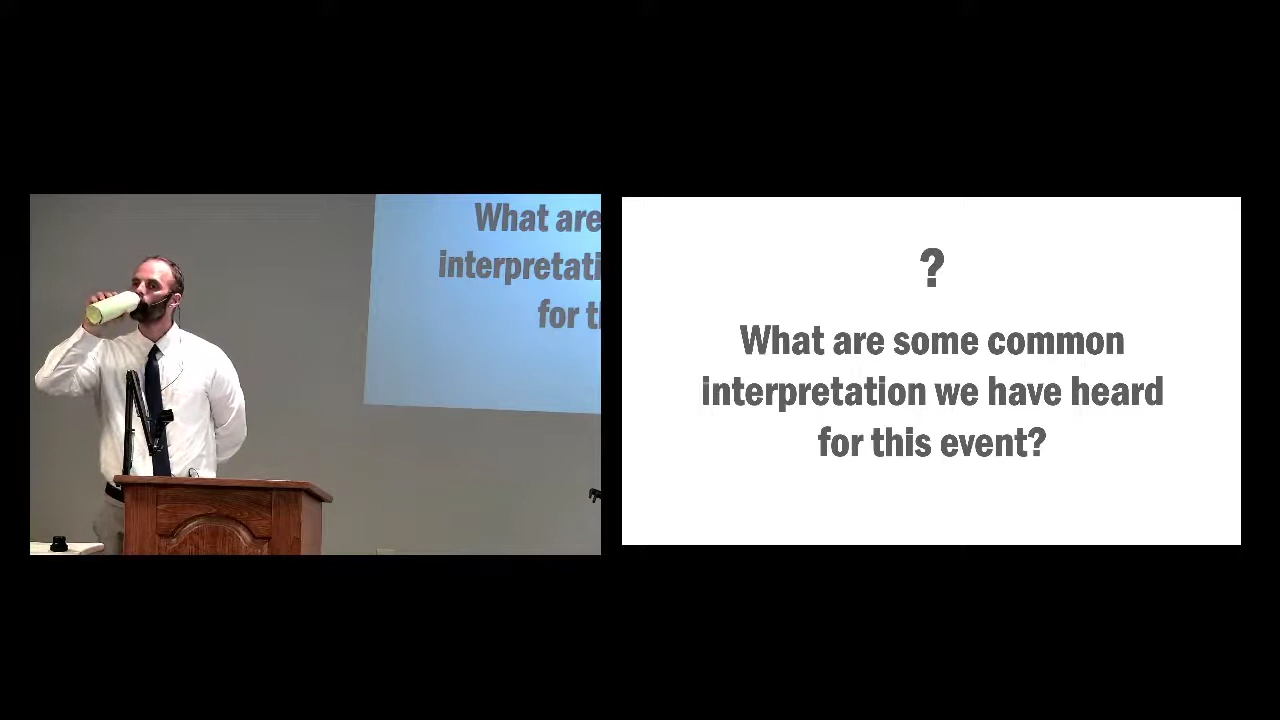 What are
interpretati
for t
?
What are some common
interpretation we have heard
for this event?